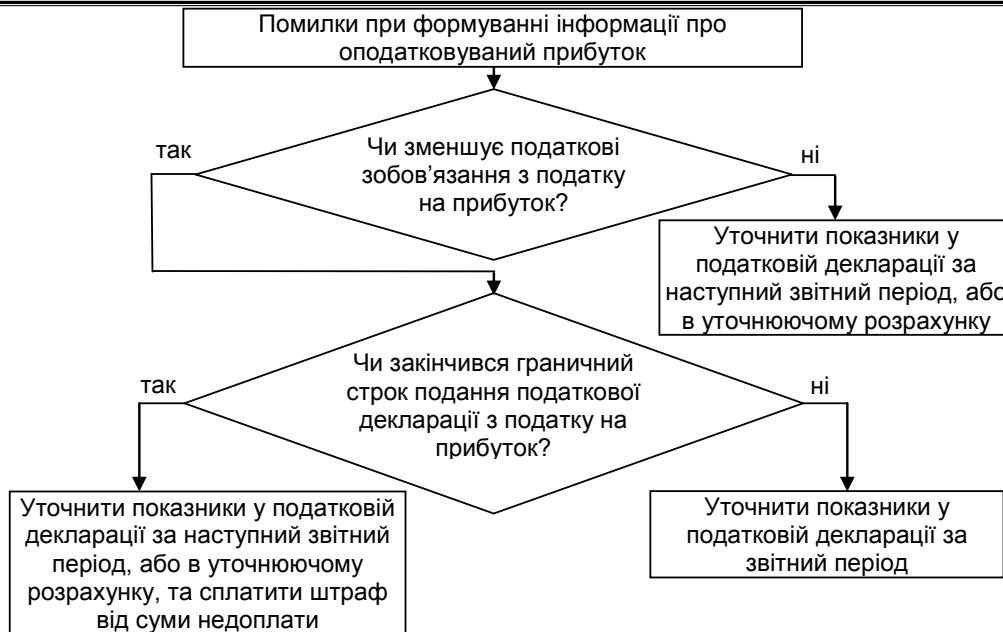 Помилки при формуванні інформації про
оподатковуваний прибуток
Чи зменшує податкові
зобов’язання з податку
на прибуток?
так
ні
Уточнити показники у
податковій декларації за
наступний звітний період, або
в уточнюючому розрахунку
Чи закінчився граничний
строк подання податкової
декларації з податку на
прибуток?
так
ні
Уточнити показники у податковій
декларації за наступний звітний
період, або в уточнюючому
розрахунку, та сплатити штраф
від суми недоплати
Уточнити показники у
податковій декларації за
звітний період